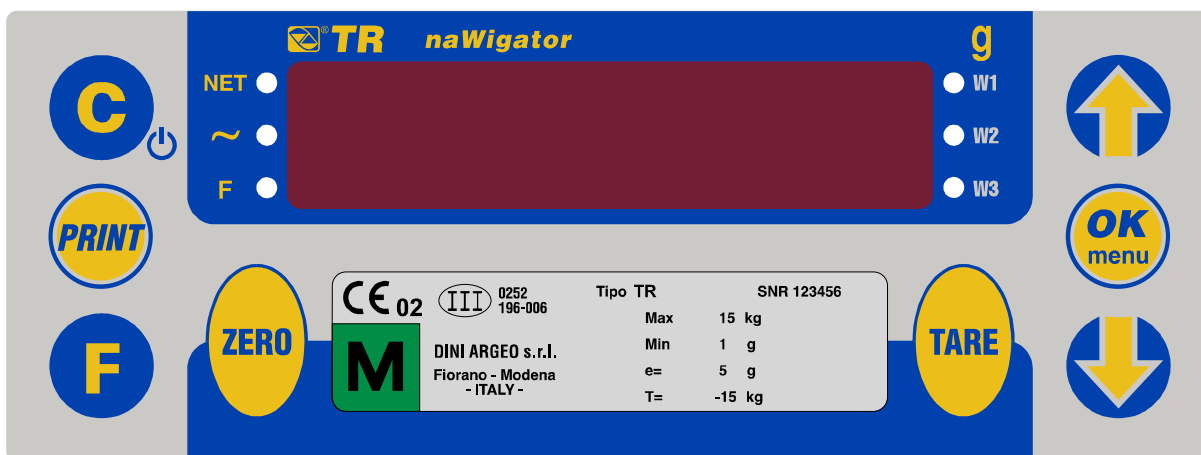 ® TR naWigator g
C
NET W1
~ W2
F W3
PRINT
OK
menu
ZERO
TARE
F
CE 02 III 0252
196-006
M
DINI ARGEO s.r.l.
Fiorano - Modena
- ITALY -
Tipo TR SNR 123456
Max 15 kg
Min 1 g
e= 5 g
T= -15 kg